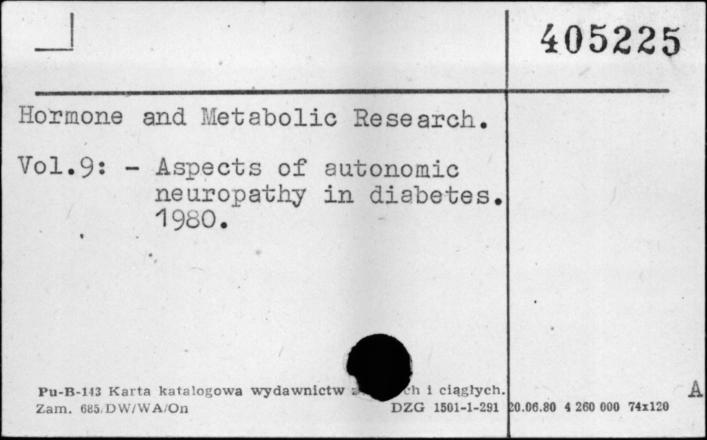 405225
Hormone and Metabolic Research.
Vol.9: - Aspects of autonomic
neuropathy in diabetes.
1980.
Pu-B-143 Karta katalogowa wydawnictw ch i ciągłych.
A
Zam. 685/DW/WA/On DZG 1501-1-291 20.06.80 4 260 000 74x120